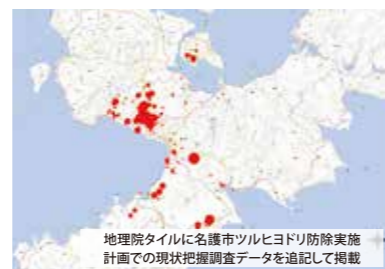 地理院タイルに名護市ツルヒヨドリ防除実施
計画での現状把握調査データを追記して掲載